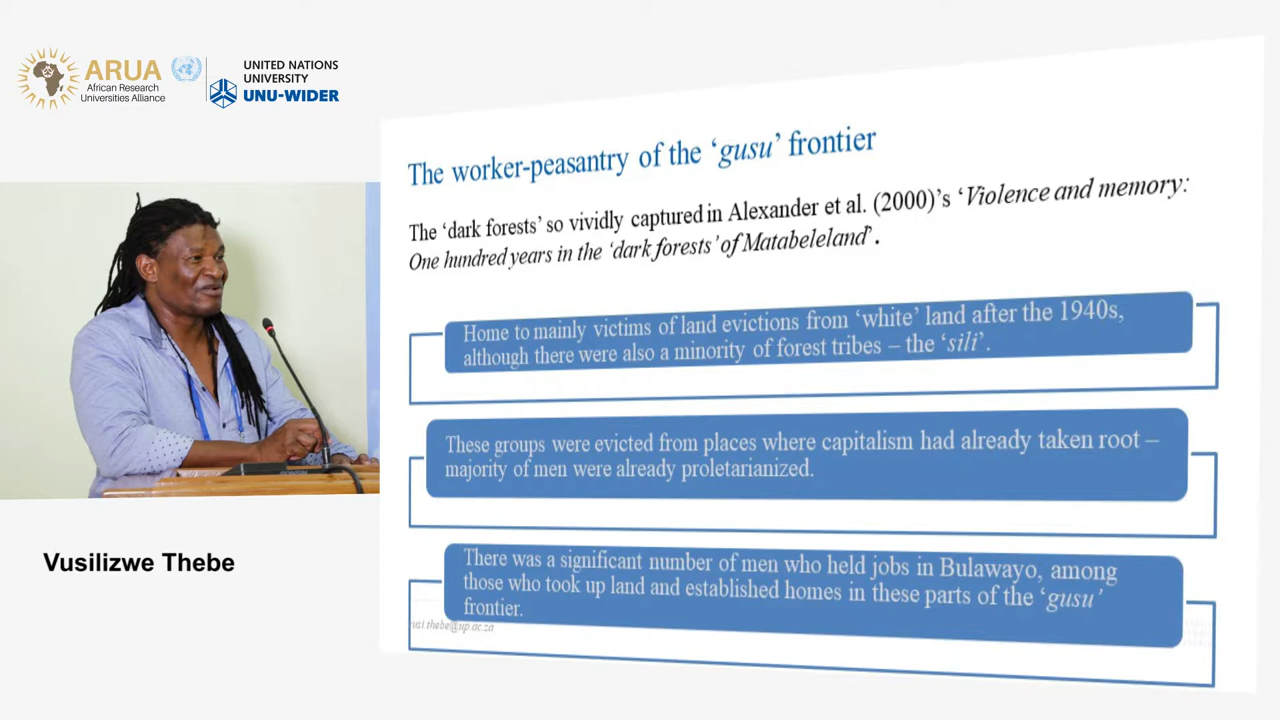 ARUA
African Research
Universities Alliance
UNITED NATIONS
UNIVERSITY
UNU-WIDER
Vusilizwe Thebe
The worker-peasantry of the ‘gusu’ frontier
The ‘dark forests’ so vividly captured in Alexander et al. (2000)’s ‘Violence and memory:
One hundred years in the ‘dark forests’ of Matabeleland’.
Home to mainly victims of land evictions from ‘white’ land after the 1940s,
although there were also a minority of forest tribes – the ‘sili’.
These groups were evicted from places where capitalism had already taken root –
majority of men were already proletarianized.
There was a significant number of men who held jobs in Bulawayo, among
those who took up land and established homes in these parts of the ‘gusu’
frontier.